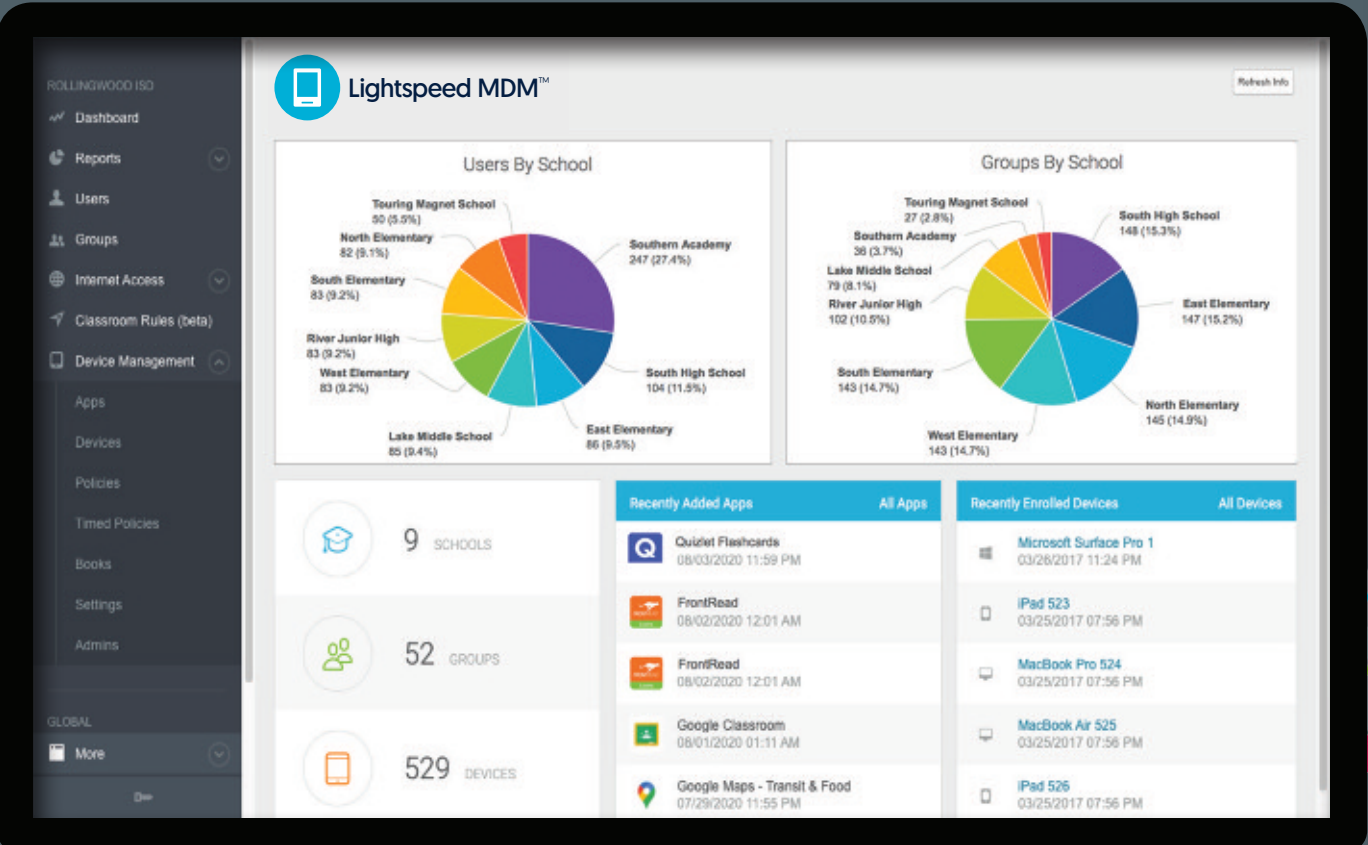 ROLLINGWOOD ISD
Dashboard
Reports
Users
Groups
Internet Access
Classroom Rules (beta)
Device Management
Apps
Devices
Policies
Timed Policies
Books
Settings
Admins
GLOBAL
More
Lightspeed MDM™
Refresh Info
Users By School
Touring Magnet School
50 (5.5%)
North Elementary
82 (9.1%)
South Elementary
83 (9.2%)
River Junior High
83 (9.2%)
West Elementary
83 (9.2%)
Lake Middle School
85 (9.4%)
Southern Academy
247 (27.4%)
South High School
104 (11.5%)
East Elementary
86 (9.5%)
Groups By School
Touring Magnet School
27 (2.8%)
Southern Academy
36 (3.7%)
Lake Middle School
79 (8.1%)
River Junior High
102 (10.5%)
South Elementary
143 (14.7%)
West Elementary
143 (14.7%)
South High School
148 (15.3%)
East Elementary
147 (15.2%)
North Elementary
145 (14.9%)
9 SCHOOLS
52 GROUPS
529 DEVICES
Recently Added Apps All Apps
Q
Quizlet Flashcards
08/03/2020 11:59 PM
FrontRead
08/02/2020 12:01 AM
FrontRead
08/02/2020 12:01 AM
Google Classroom
08/01/2020 01:11 AM
Google Maps - Transit & Food
07/29/2020 11:55 PM
Recently Enrolled Devices All Devices
Microsoft Surface Pro 1
03/26/2017 11:24 PM
iPad 523
03/25/2017 07:56 PM
MacBook Pro 524
03/25/2017 07:56 PM
MacBook Air 525
03/25/2017 07:56 PM
iPad 526
03/25/2017 07:56 PM